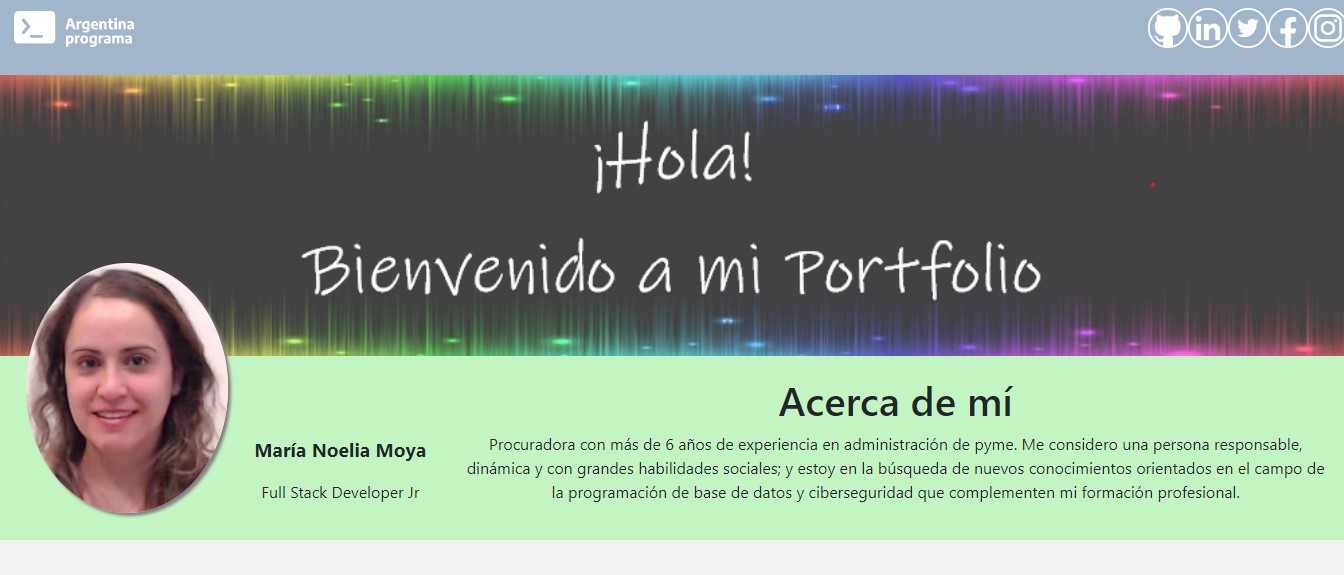 Argentina
programa
¡Hola!
Bienvenido a mi Portfolio
Acerca de mí
María Noelia Moya
Full Stack Developer Jr
Procuradora con más de 6 años de experiencia en administración de pyme. Me considero una persona responsable,
dinámica y con grandes habilidades sociales; y estoy en la búsqueda de nuevos conocimientos orientados en el campo de
la programación de base de datos y ciberseguridad que complementen mi formación profesional.